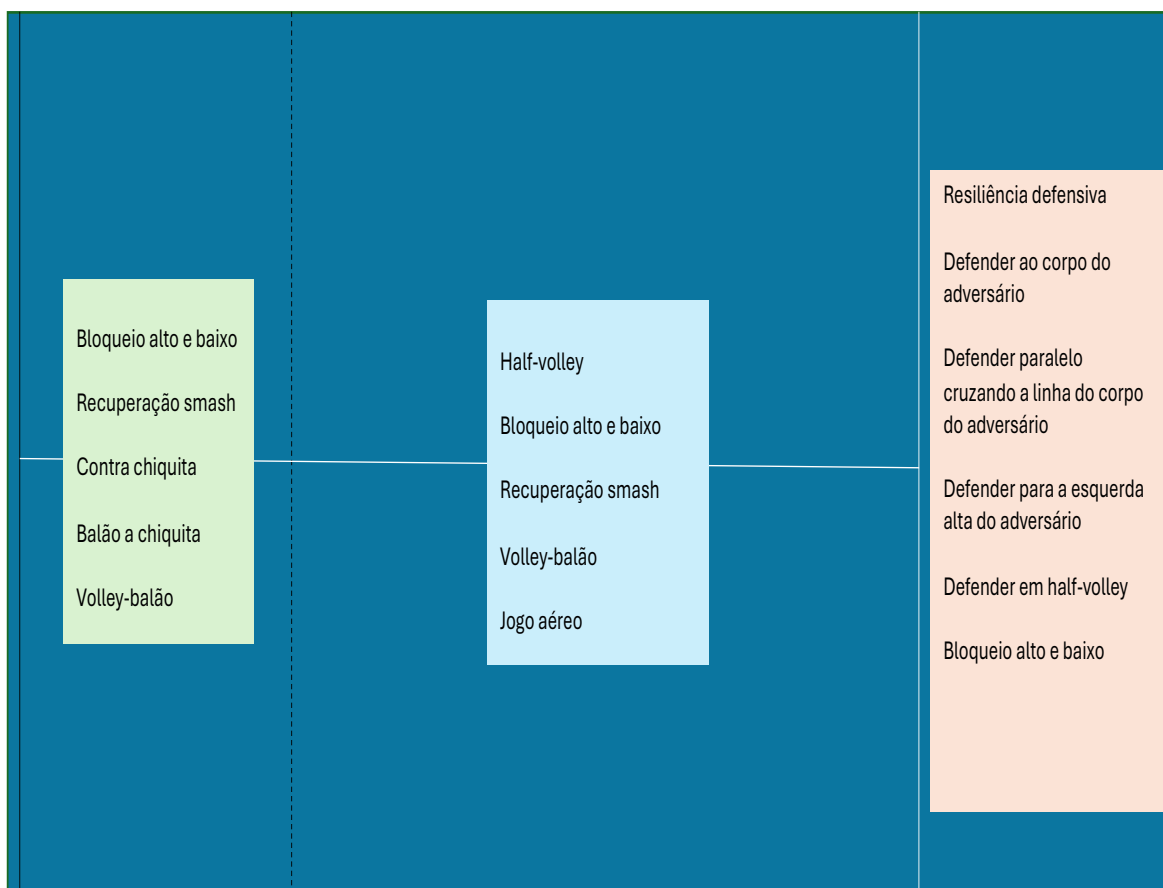 Bloqueio alto e baixo
Recuperação smash
Contra chiquita
Balão a chiquita
Volley-balão
Half-volley
Bloqueio alto e baixo
Recuperação smash
Volley-balão
Jogo aéreo
Resiliência defensiva
Defender ao corpo do
adversário
Defender paralelo
cruzando a linha do corpo
do adversário
Defender para a esquerda
alta do adversário
Defender em half-volley
Bloqueio alto e baixo